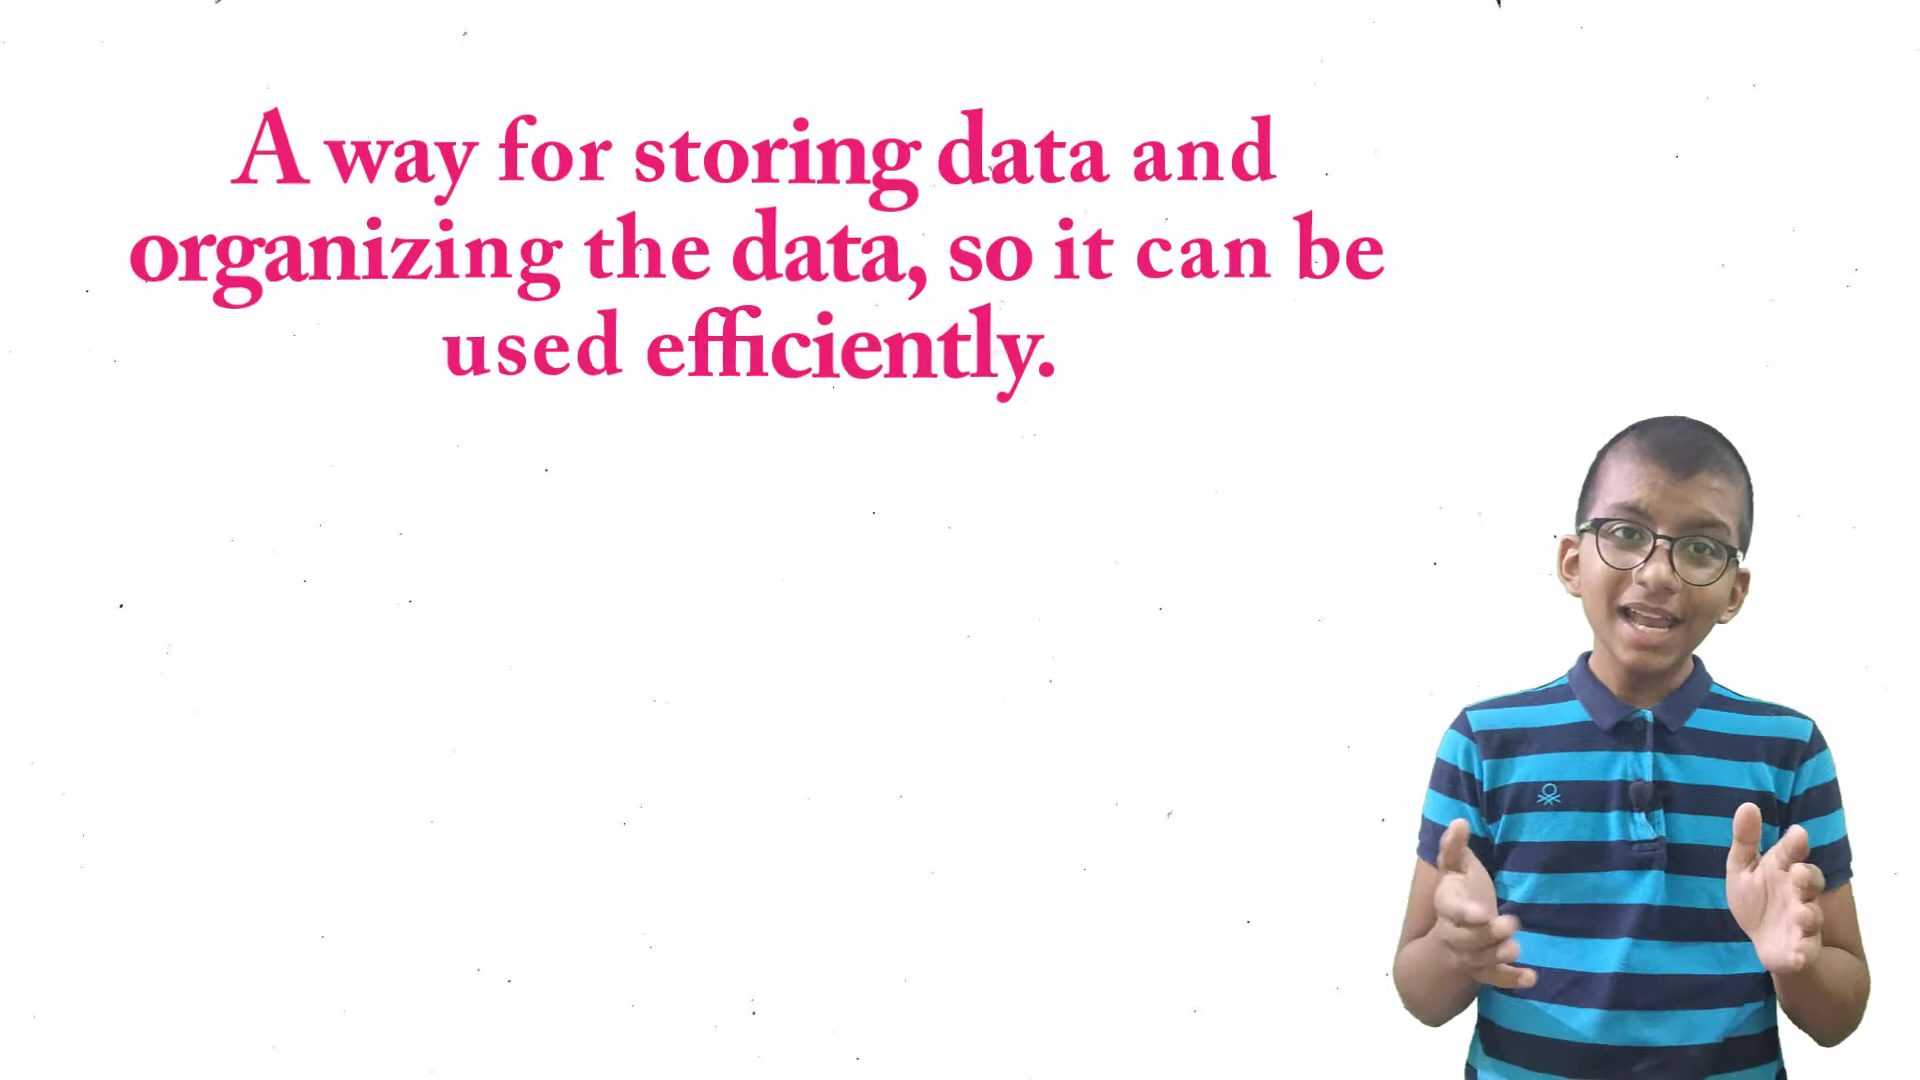 A way for storing data and
organizing the data, so it can be
used efficiently.